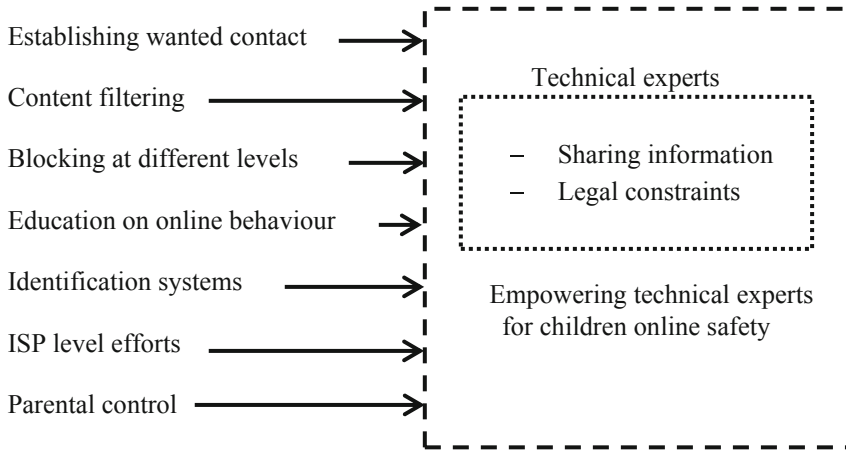 Establishing wanted contact
Content filtering
Blocking at different levels
Education on online behaviour
Identification systems
ISP level efforts
Parental control
Technical experts
– Sharing information
– Legal constraints
Empowering technical experts
for children online safety